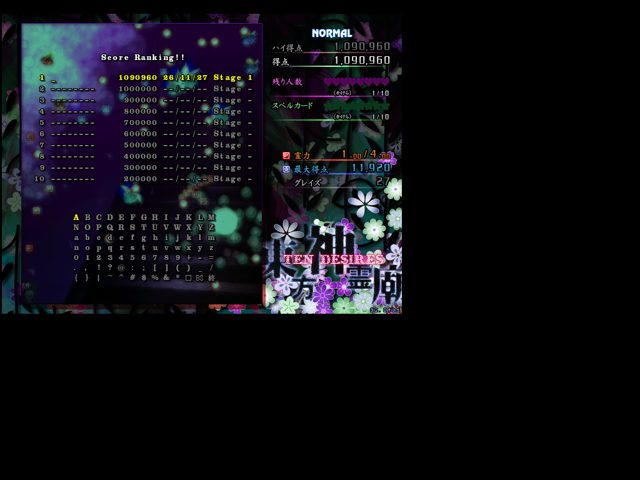 Score Ranking!!
1 _ 1090960 26/11/27 Stage 1
2 -------- 1000000 --/--/-- Stage -
3 -------- 900000 --/--/-- Stage -
4 -------- 800000 --/--/-- Stage -
5 -------- 700000 --/--/-- Stage -
6 -------- 600000 --/--/-- Stage -
7 -------- 500000 --/--/-- Stage -
8 -------- 400000 --/--/-- Stage -
9 -------- 300000 --/--/-- Stage -
10 -------- 200000 --/--/-- Stage -
A B C D E F G H I J K L M
N O P Q R S T U V W X Y Z
a b c d e f g h i j k l m
n o p q r s t u v w x y z
0 1 2 3 4 5 6 7 8 9 + - =
. , ! ? @ : ; [ ] ( ) _ /
{ } | ~ ^ # $ % & *
NORMAL
ハイ得点 1,090,960
得点 1,090,960
残り人数
1/10
スペルカード
1/10
霊力 1.00/4.00
最大得点 11,920
グレイズ 27
東方神霊廟
TEN DESIRES